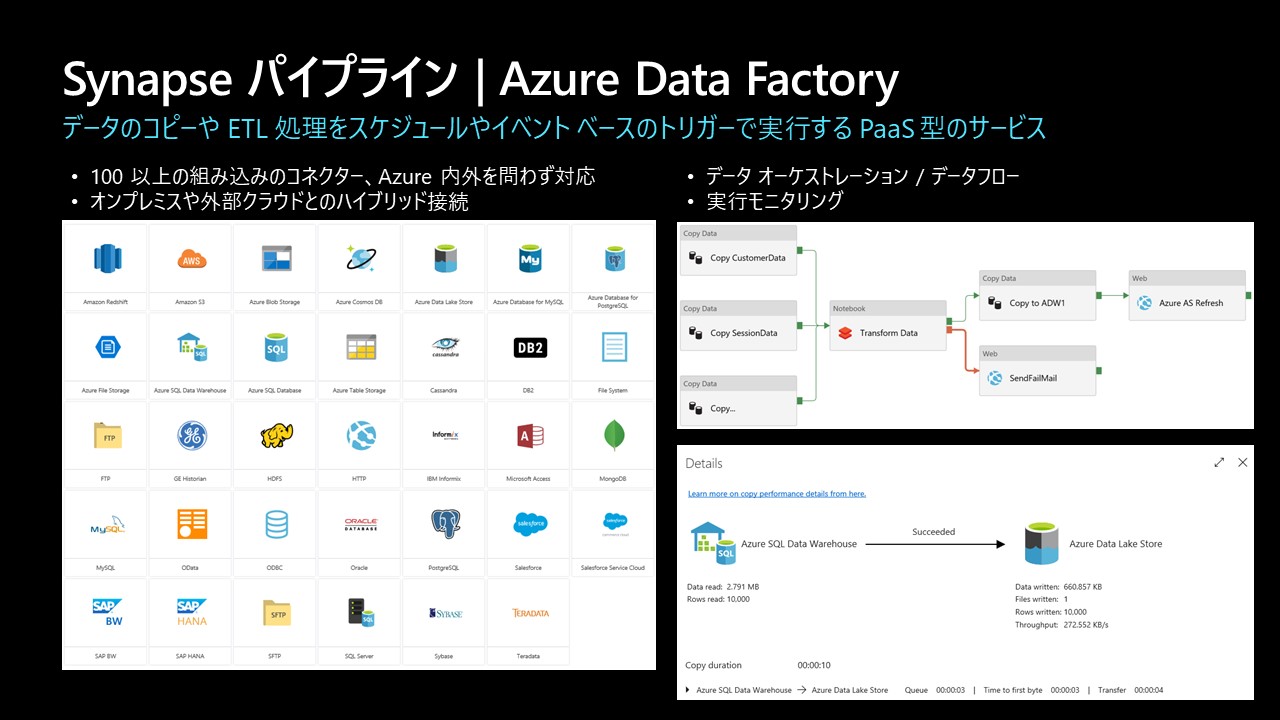 Synapse パイプライン | Azure Data Factory
データのコピーや ETL 処理をスケジュールやイベント ベースのトリガーで実行する PaaS 型のサービス
• 100 以上の組み込みのコネクター、Azure 内外を問わず対応
• オンプレミスや外部クラウドとのハイブリッド接続
AWS
My
Amazon Redshift
Amazon S3
Azure Blob Storage
Azure Cosmos DB
Azure Data Lake Store
Azure Database for MySQL
Azure Database for
PostgreSQL
SQL
SQL
cassandra
DB2
Azure File Storage
Azure SQL Data Warehouse
Azure SQL Database
Azure Table Storage
Cassandra
DB2
File System
FTP
Informix
A
FTP
GE Historian
HDFS
HTTP
IBM Informix
Microsoft Access
MongoDB
MySQL
ORACLE
DATABASE
salesforce
salesforce
MySQL
OData
ODBC
Oracle
PostgreSQL
Salesforce
Salesforce Service Cloud
SAP
BW
SAP
HANA
SFTP
SYBASE
TERADATA
SAP BW
SAP HANA
SFTP
SQL Server
Sybase
Teradata
• データ オーケストレーション / データフロー
• 実行モニタリング
Copy Data
Copy CustomerData
Copy Data
Copy SessionData
Copy Data
Copy...
Notebook
Transform Data
Copy Data
Copy to ADW1
Web
Azure AS Refresh
Web
SendFailMail
Details
Learn more on copy performance details from here.
SQL
Azure SQL Data Warehouse
Succeeded
Azure Data Lake Store
Data read: 2.791 MB
Rows read: 10,000
Data written: 660.857 KB
Files written: 1
Rows written: 10,000
Throughput: 272.552 KB/s
Copy duration 00:00:10
Azure SQL Data Warehouse → Azure Data Lake Store Queue 00:00:03 | Time to first byte 00:00:03 | Transfer 00:00:04